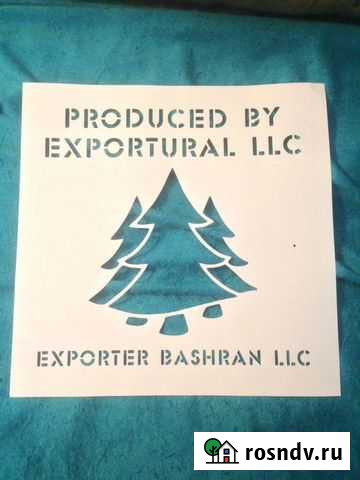 PRODUCED BY
EXPORTURAL LLC
EXPORTER BASHRAN LLC
rosndv.ru